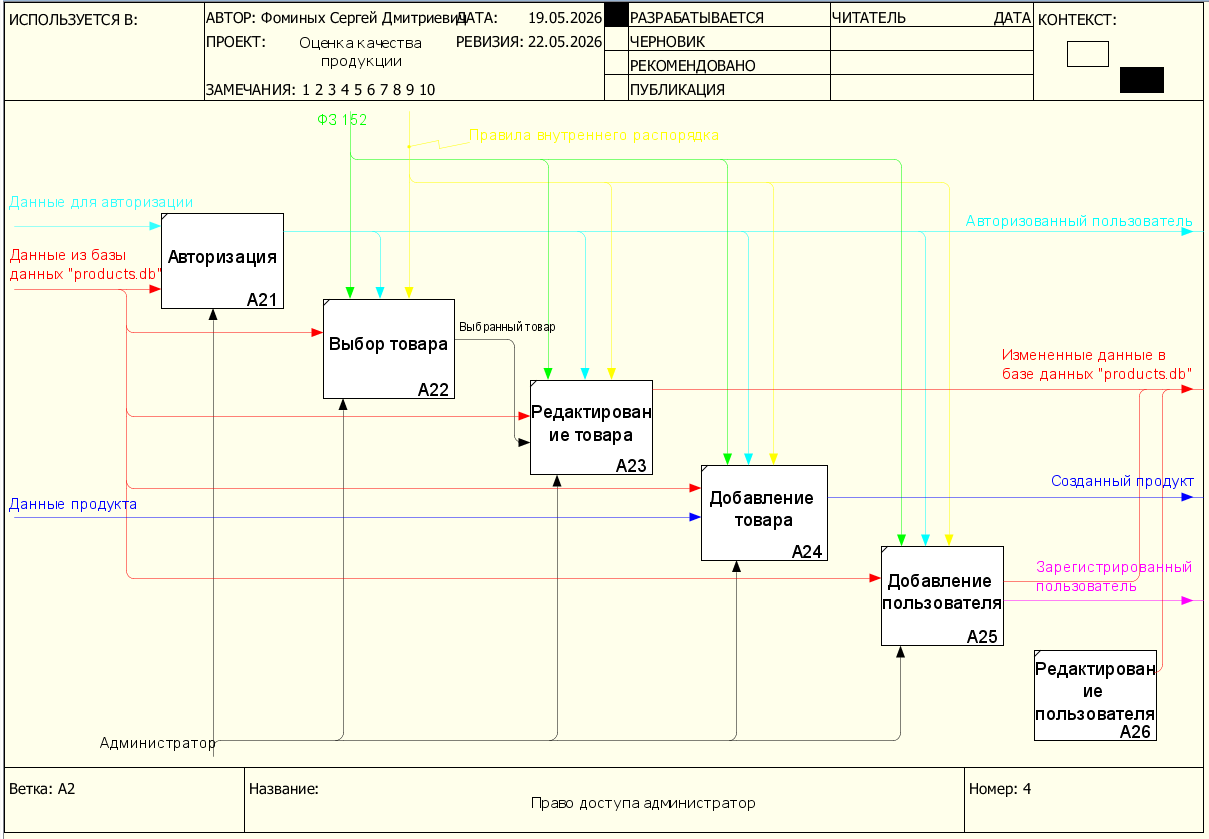 ИСПОЛЬЗУЕТСЯ В:
АВТОР: Фоминых Сергей Дмитриевич
ДАТА: 19.05.2026
РАЗРАБАТЫВАЕТСЯ
ЧИТАТЕЛЬ
ДАТА
КОНТЕКСТ:
ПРОЕКТ: Оценка качества
продукции
РЕВИЗИЯ: 22.05.2026
ЧЕРНОВИК
РЕКОМЕНДОВАНО
ЗАМЕЧАНИЯ: 1 2 3 4 5 6 7 8 9 10
ПУБЛИКАЦИЯ
ФЗ 152
Правила внутреннего распорядка
Данные для авторизации
Авторизованный пользователь
Данные из базы
данных "products.db"
Авторизация
A21
Выбор товара
A22
Выбранный товар
Измененные данные в
базе данных "products.db"
Редактирован
ие товара
A23
Созданный продукт
Данные продукта
Добавление
товара
A24
Зарегистрированный
пользователь
Добавление
пользователя
A25
Редактирован
ие
пользователя
A26
Администратор
Ветка: A2
Название:
Право доступа администратор
Номер: 4